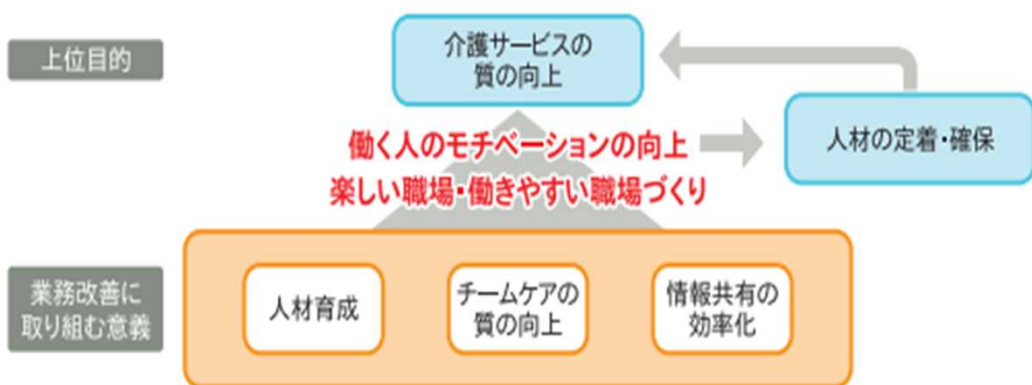 上位目的
介護サービスの
質の向上
働く人のモチベーションの向上
楽しい職場・働きやすい職場づくり
人材の定着・確保
業務改善に
取り組む意義
人材育成
チームケアの
質の向上
情報共有の
効率化